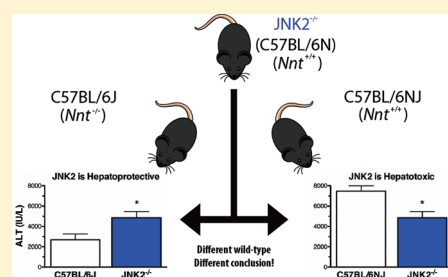 JNK2-/-
(C57BL/6N)
(Nnt+/+)
C57BL/6J
(Nnt-/-)
C57BL/6NJ
(Nnt+/+)
JNK2 is Hepatoprotective
ALT (IU/L)
8000
6000
4000
2000
0
*
C57BL/6J JNK2-/-
Different wild-type
Different conclusion!
JNK2 is Hepatotoxic
8000
6000
4000
2000
0
*
C57BL/6NJ JNK2-/-